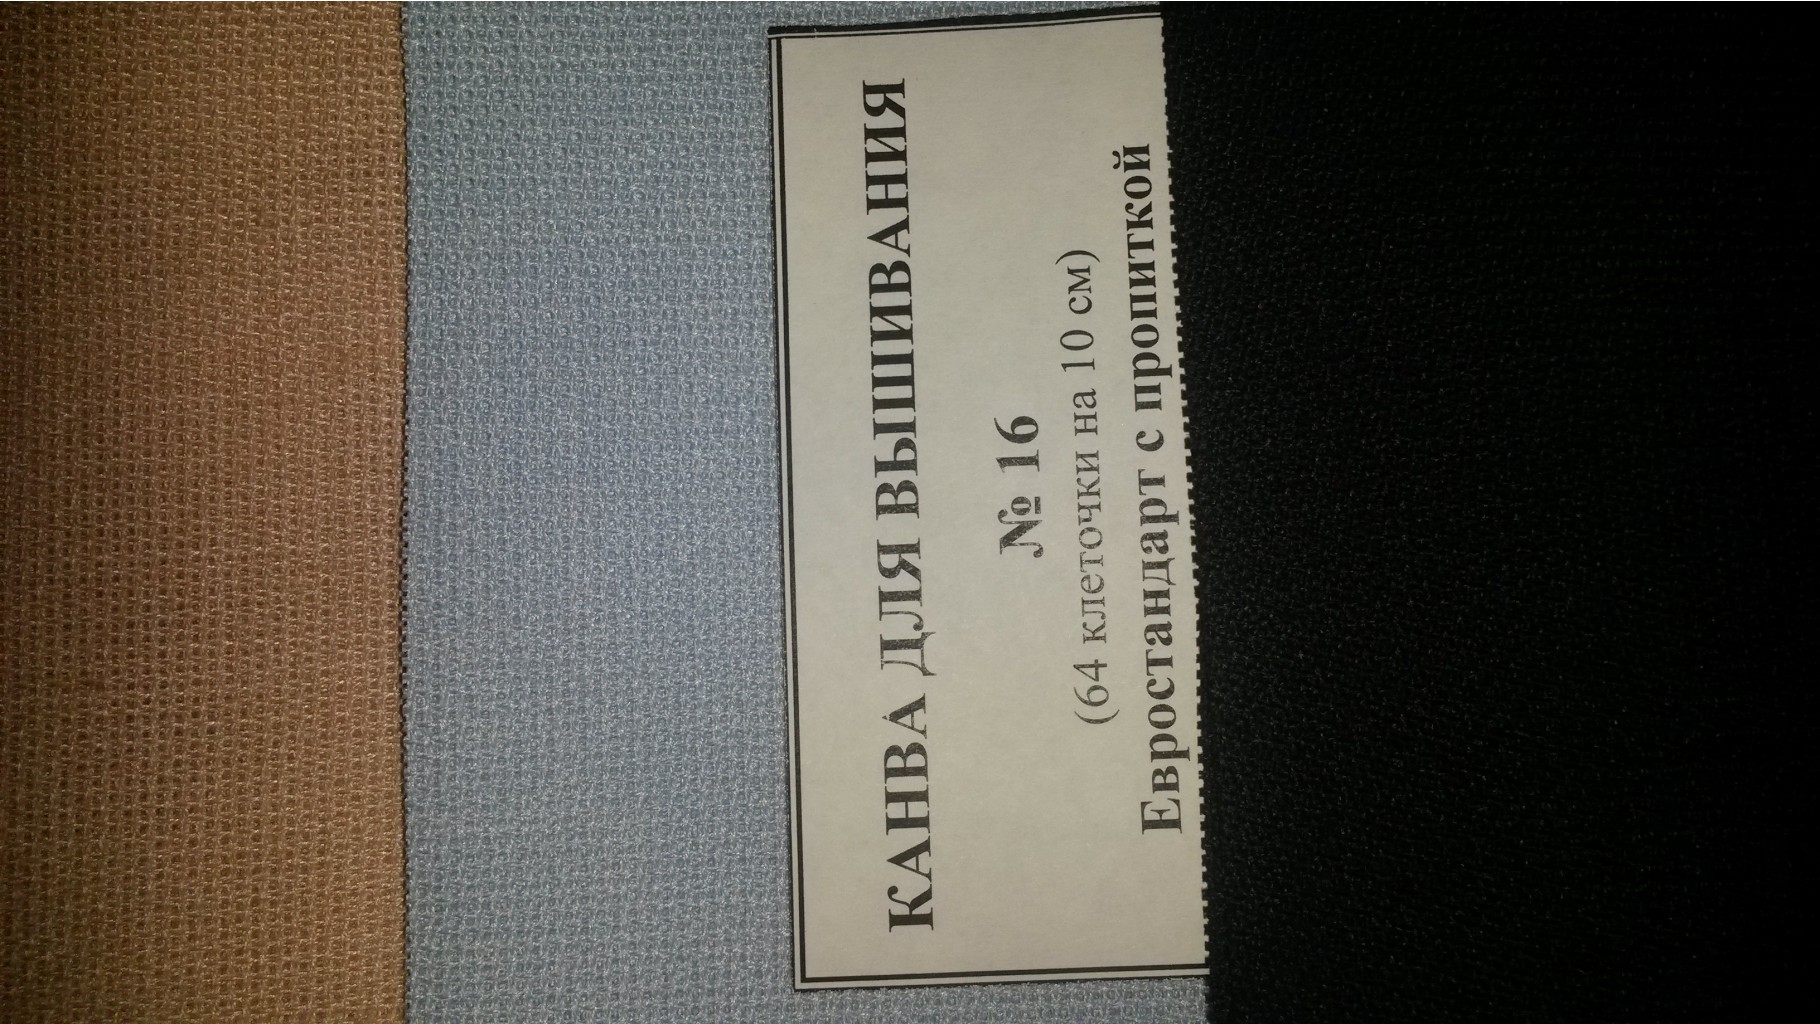 КАНВА ДЛЯ ВЫШИВАНИЯ
№ 16
(64 клеточки на 10 см)
Евростандарт с пропиткой